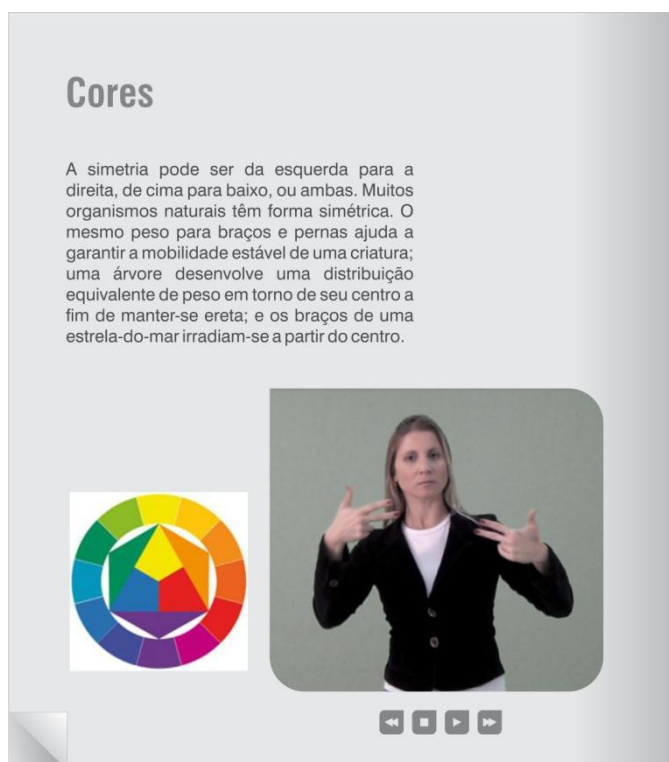 Cores
A simetria pode ser da esquerda para a
direita, de cima para baixo, ou ambas. Muitos
organismos naturais têm forma simétrica. O
mesmo peso para braços e pernas ajuda a
garantir a mobilidade estável de uma criatura;
uma árvore desenvolve uma distribuição
equivalente de peso em torno de seu centro a
fim de manter-se ereta; e os braços de uma
estrela-do-mar irradiam-se a partir do centro.